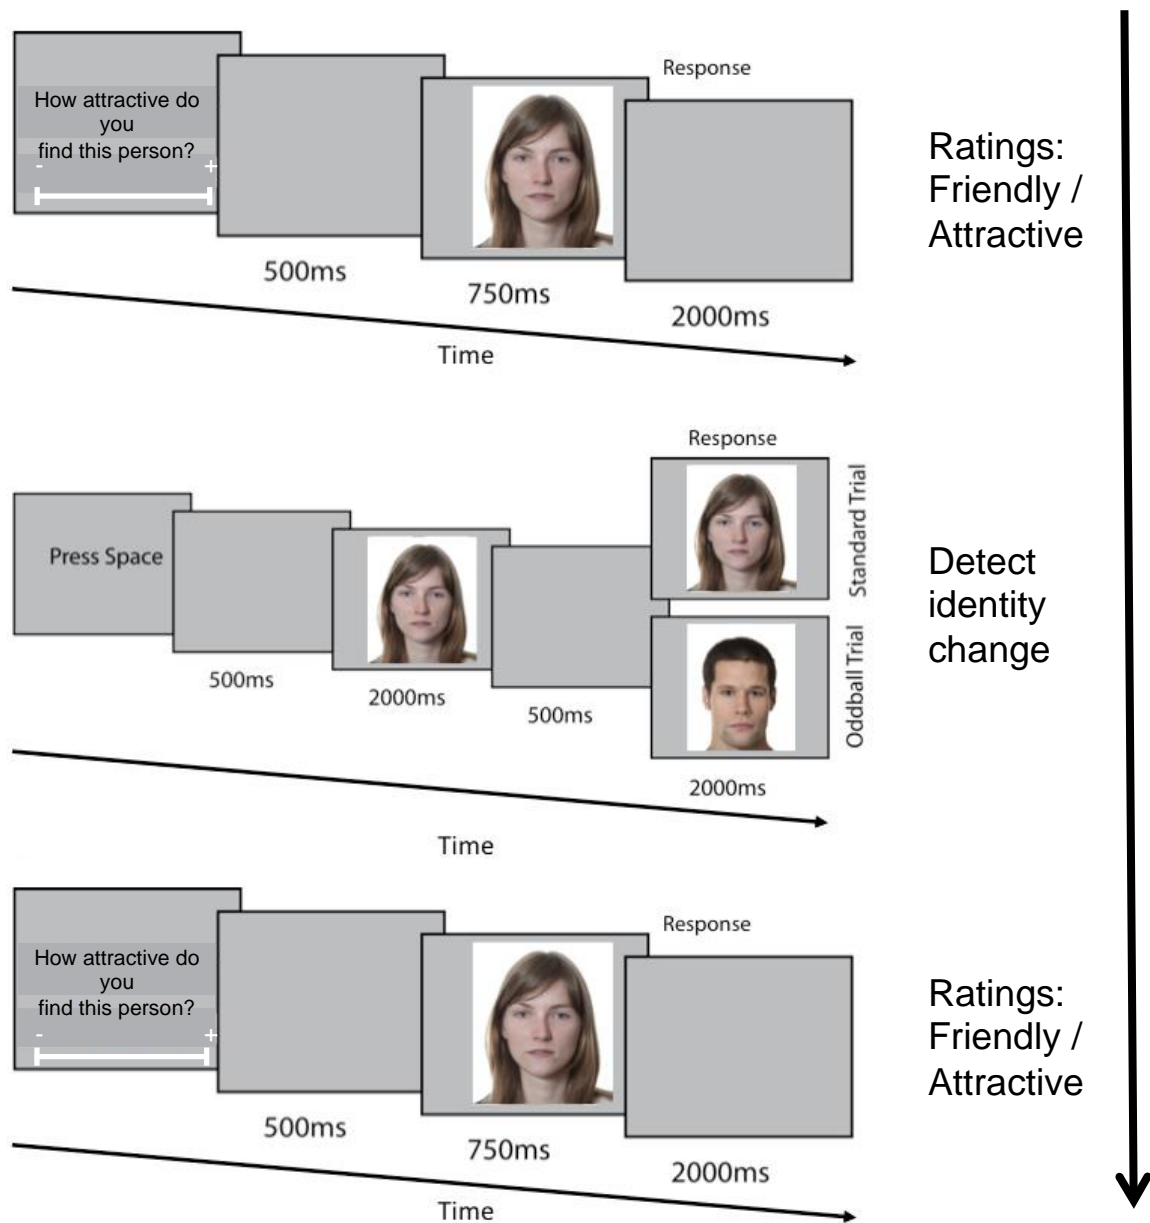 How attractive do
you
find this person?
- +
Response
500ms
750ms
2000ms
Time
Ratings:
Friendly /
Attractive
Press Space
500ms
2000ms
500ms
Response
Standard Trial
Oddball Trial
2000ms
Time
Detect
identity
change
How attractive do
you
find this person?
- +
Response
500ms
750ms
2000ms
Time
Ratings:
Friendly /
Attractive